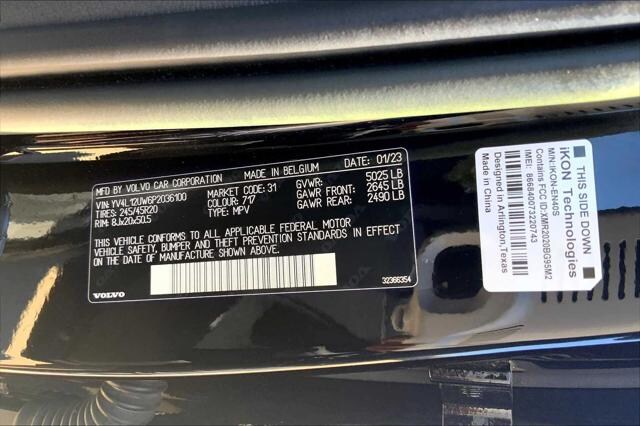 MFD BY VOLVO CAR CORPORATION MADE IN BELGIUM DATE: 01/23
VIN: YV4L12UW6P2036100 MARKET CODE: 31 GVWR: 5025 LB
TIRES: 245/45R20 COLOUR: 717 GAWR FRONT: 2645 LB
RIM: 8Jx20x50.5 TYPE: MPV GAWR REAR: 2490 LB
THIS VEHICLE CONFORMS TO ALL APPLICABLE FEDERAL MOTOR
VEHICLE SAFETY, BUMPER AND THEFT PREVENTION STANDARDS IN EFFECT
ON THE DATE OF MANUFACTURE SHOWN ABOVE.
VOLVO 32366354
THIS SIDE DOWN
iKON Technologies
Contains FCC ID:XMR2020BG95M2
M/N:IKON-EN40S
IMEI: 866840073220743
Designed in Arlington,Texas
Made in China